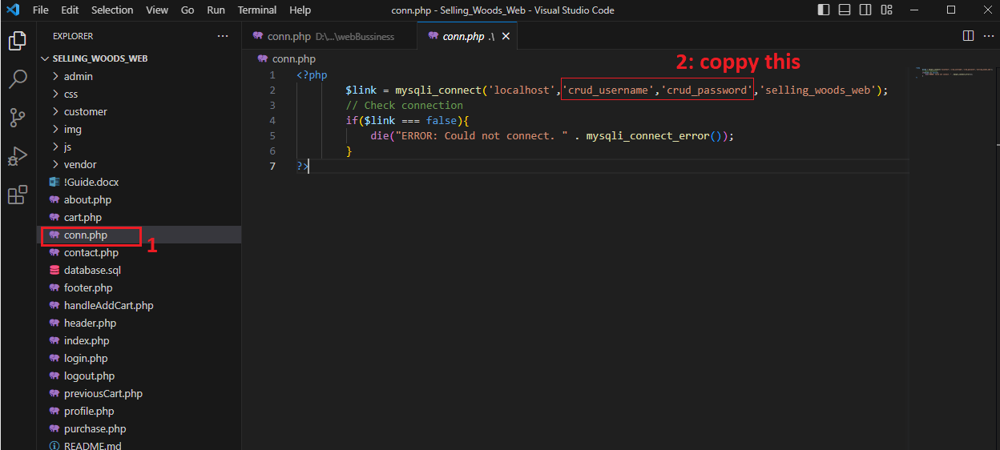 File Edit Selection View Go Run Terminal Help conn.php - Selling_Woods_Web - Visual Studio Code
EXPLORER
SELLING_WOODS_WEB
admin
css
customer
img
js
vendor
!Guide.docx
about.php
cart.php
conn.php
1
contact.php
database.sql
footer.php
handleAddCart.php
header.php
index.php
login.php
logout.php
previousCart.php
profile.php
purchase.php
README.md
conn.php D:\...\webBussiness conn.php .\
conn.php
2: coppy this
1 <?php
2 $link = mysqli_connect('localhost','crud_username','crud_password','selling_woods_web');
3 // Check connection
4 if($link === false){
5 die("ERROR: Could not connect. " . mysqli_connect_error());
6 }
7 ?>